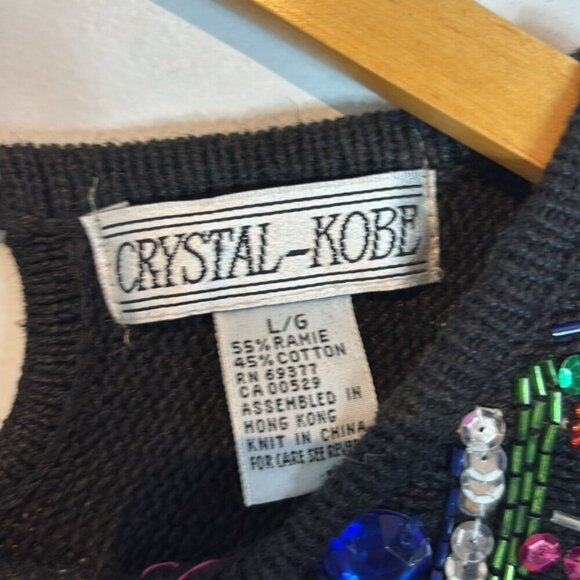 CRYSTAL-KOBE
L/G
55% RAMIE
45% COTTON
RN 69377
CA 00529
ASSEMBLED IN
HONG KONG
KNIT IN CHINA
FOR CARE SEE